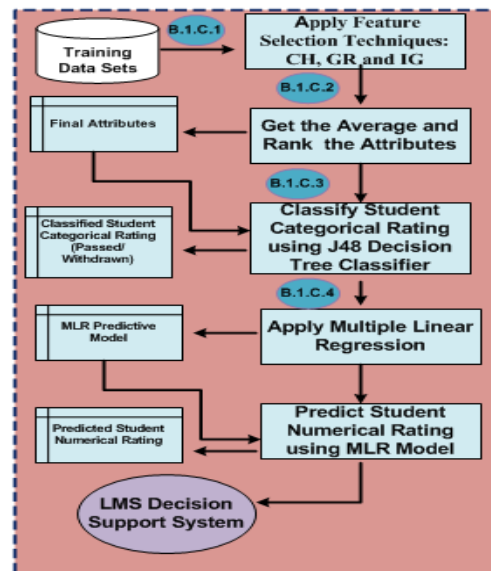 Training
Data Sets
B.1.C.1
Apply Feature
Selection Techniques:
CH, GR and IG
B.1.C.2
Final Attributes
Get the Average and
Rank the Attributes
B.1.C.3
Classified Student
Categorical Rating
(Passed/
Withdrawn)
Classify Student
Categorical Rating
using J48 Decision
Tree Classifier
B.1.C.4
MLR Predictive
Model
Apply Multiple Linear
Regression
Predicted Student
Numerical Rating
Predict Student
Numerical Rating
using MLR Model
LMS Decision
Support System